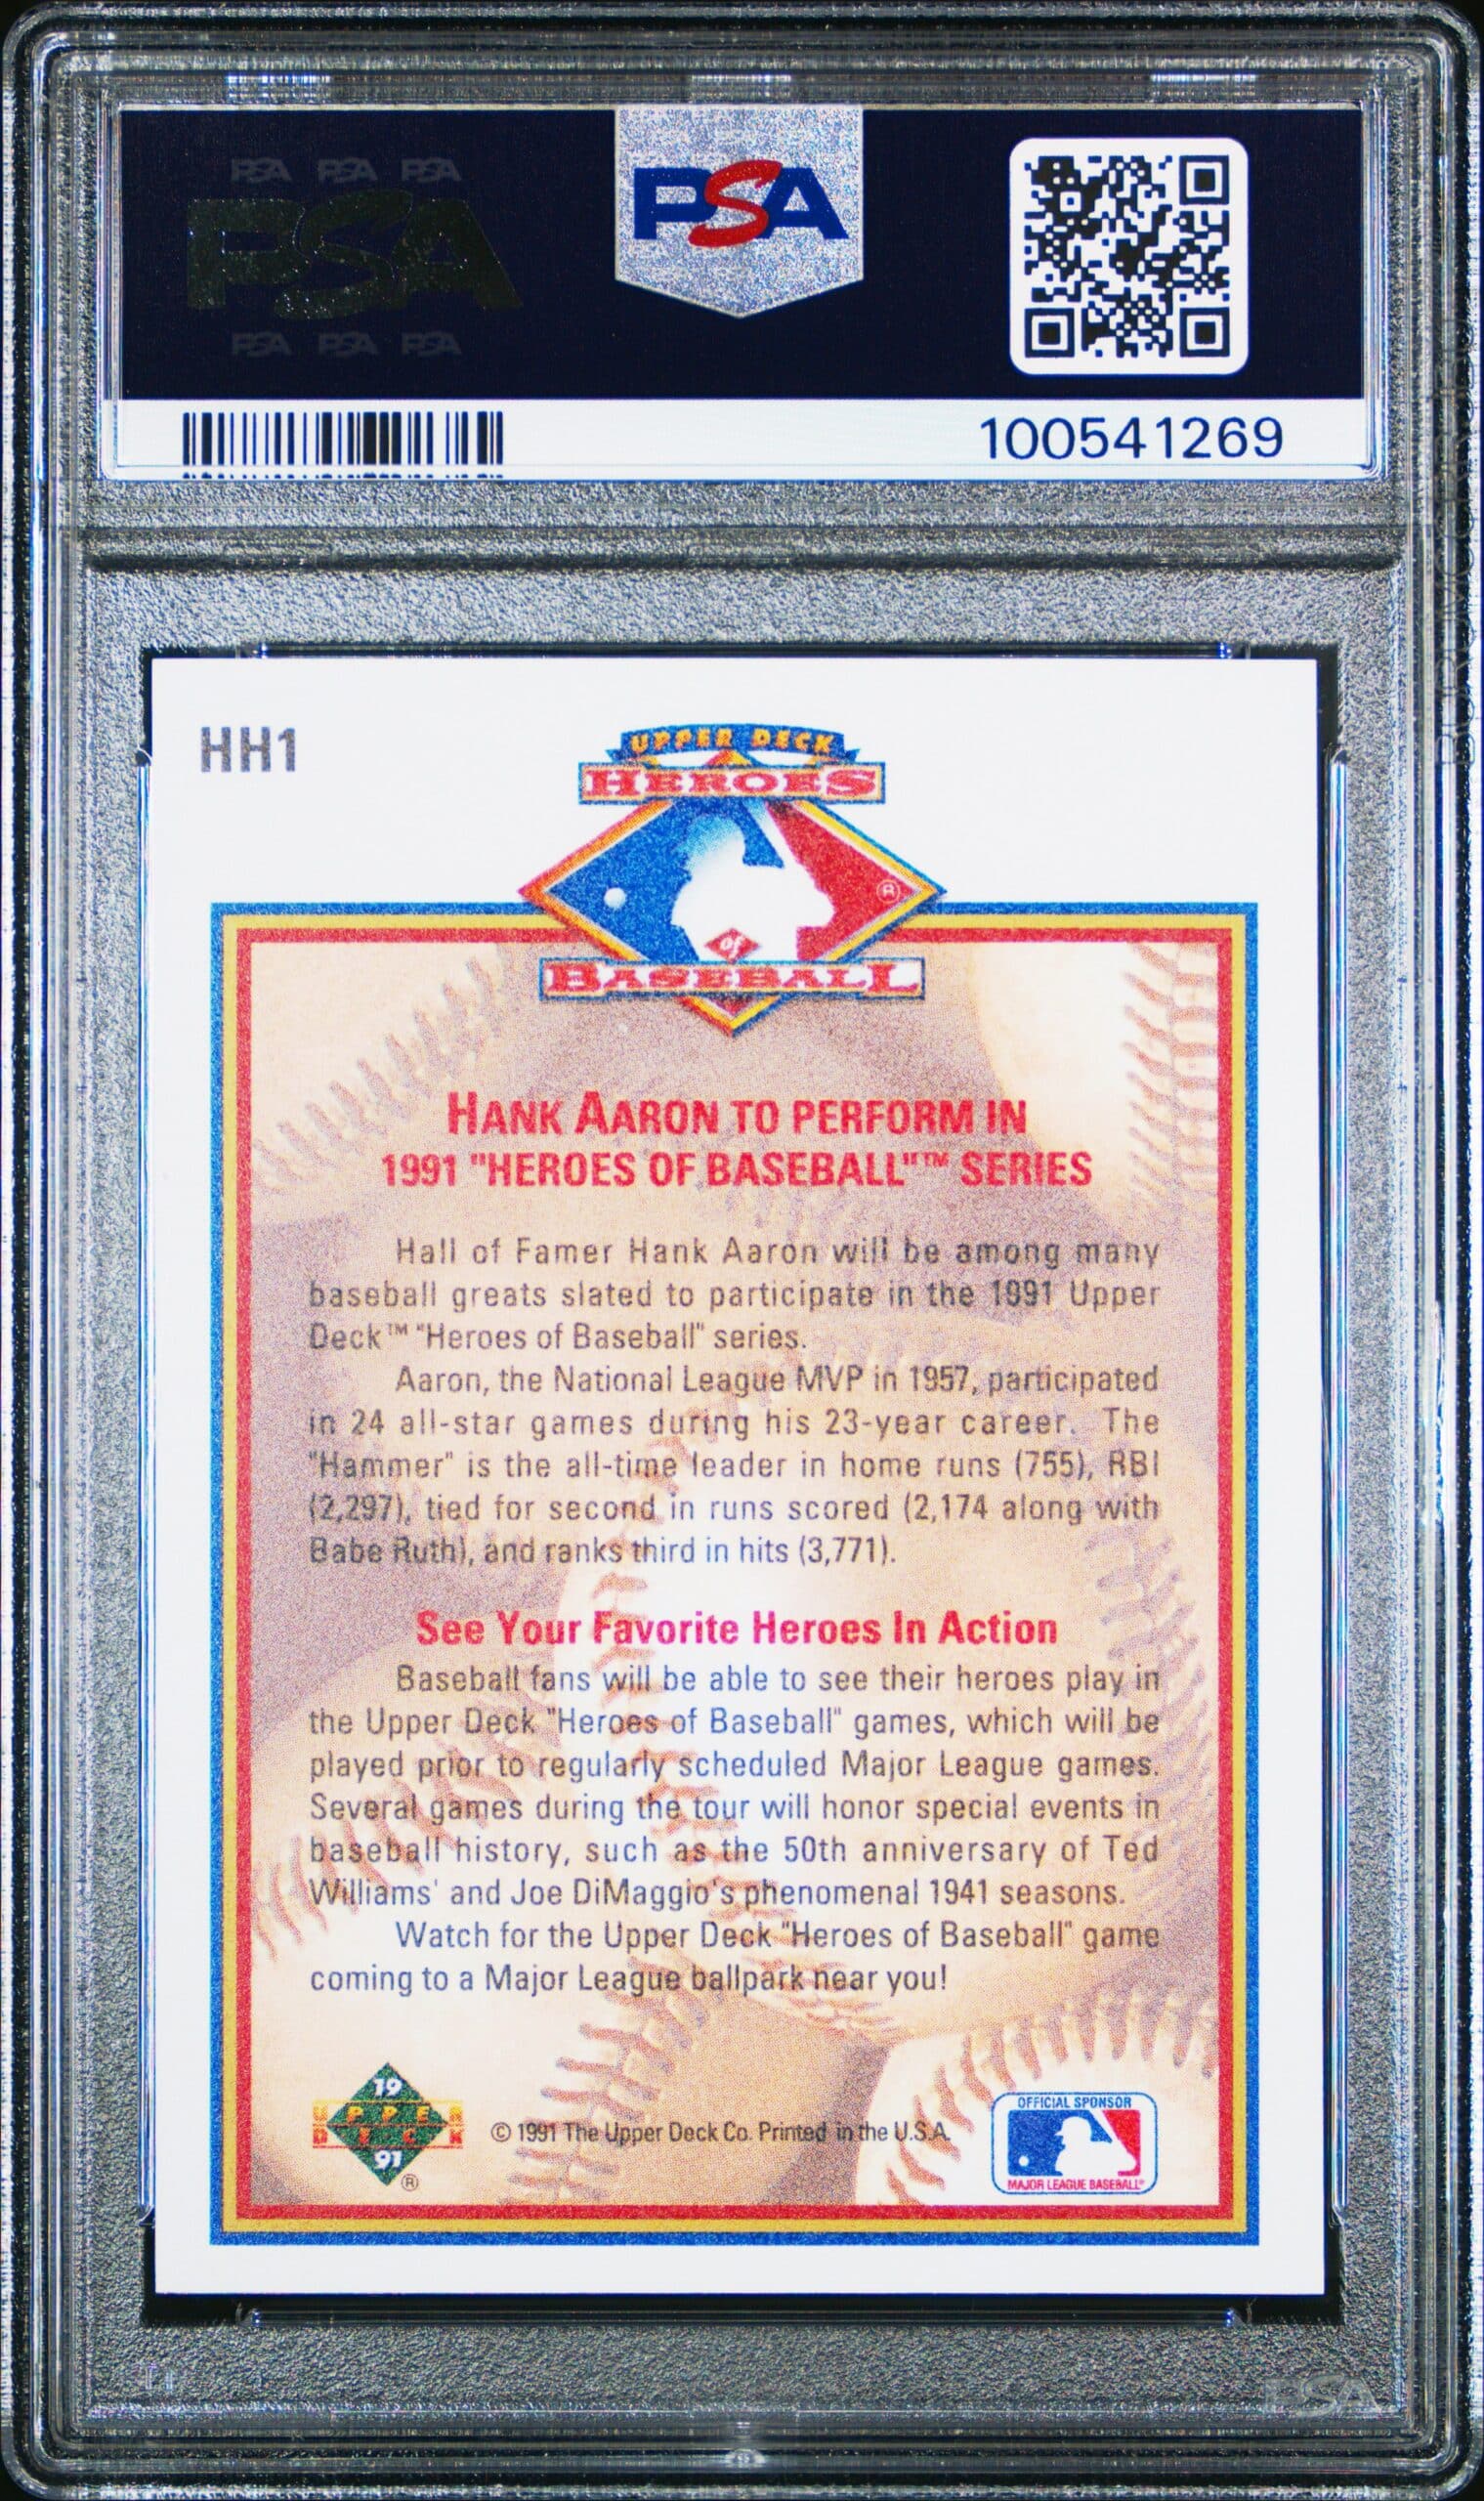 PSA PSA PSA
PSA
PSA PSA PSA
PSA
100541269
HH1
UPPER DECK
HEROES
of
BASEBALL
®
HANK AARON TO PERFORM IN
1991 "HEROES OF BASEBALL"™ SERIES
Hall of Famer Hank Aaron will be among many
baseball greats slated to participate in the 1991 Upper
Deck™ "Heroes of Baseball" series.
Aaron, the National League MVP in 1957, participated
in 24 all-star games during his 23-year career. The
"Hammer" is the all-time leader in home runs (755), RBI
(2,297), tied for second in runs scored (2,174 along with
Babe Ruth), and ranks third in hits (3,771).
See Your Favorite Heroes In Action
Baseball fans will be able to see their heroes play in
the Upper Deck "Heroes of Baseball" games, which will be
played prior to regularly scheduled Major League games.
Several games during the tour will honor special events in
baseball history, such as the 50th anniversary of Ted
Williams' and Joe DiMaggio's phenomenal 1941 seasons.
Watch for the Upper Deck "Heroes of Baseball" game
coming to a Major League ballpark near you!
19
UPPER
DECK
91
®
© 1991 The Upper Deck Co. Printed in the U.S.A.
OFFICIAL SPONSOR
MAJOR LEAGUE BASEBALL®
PSA